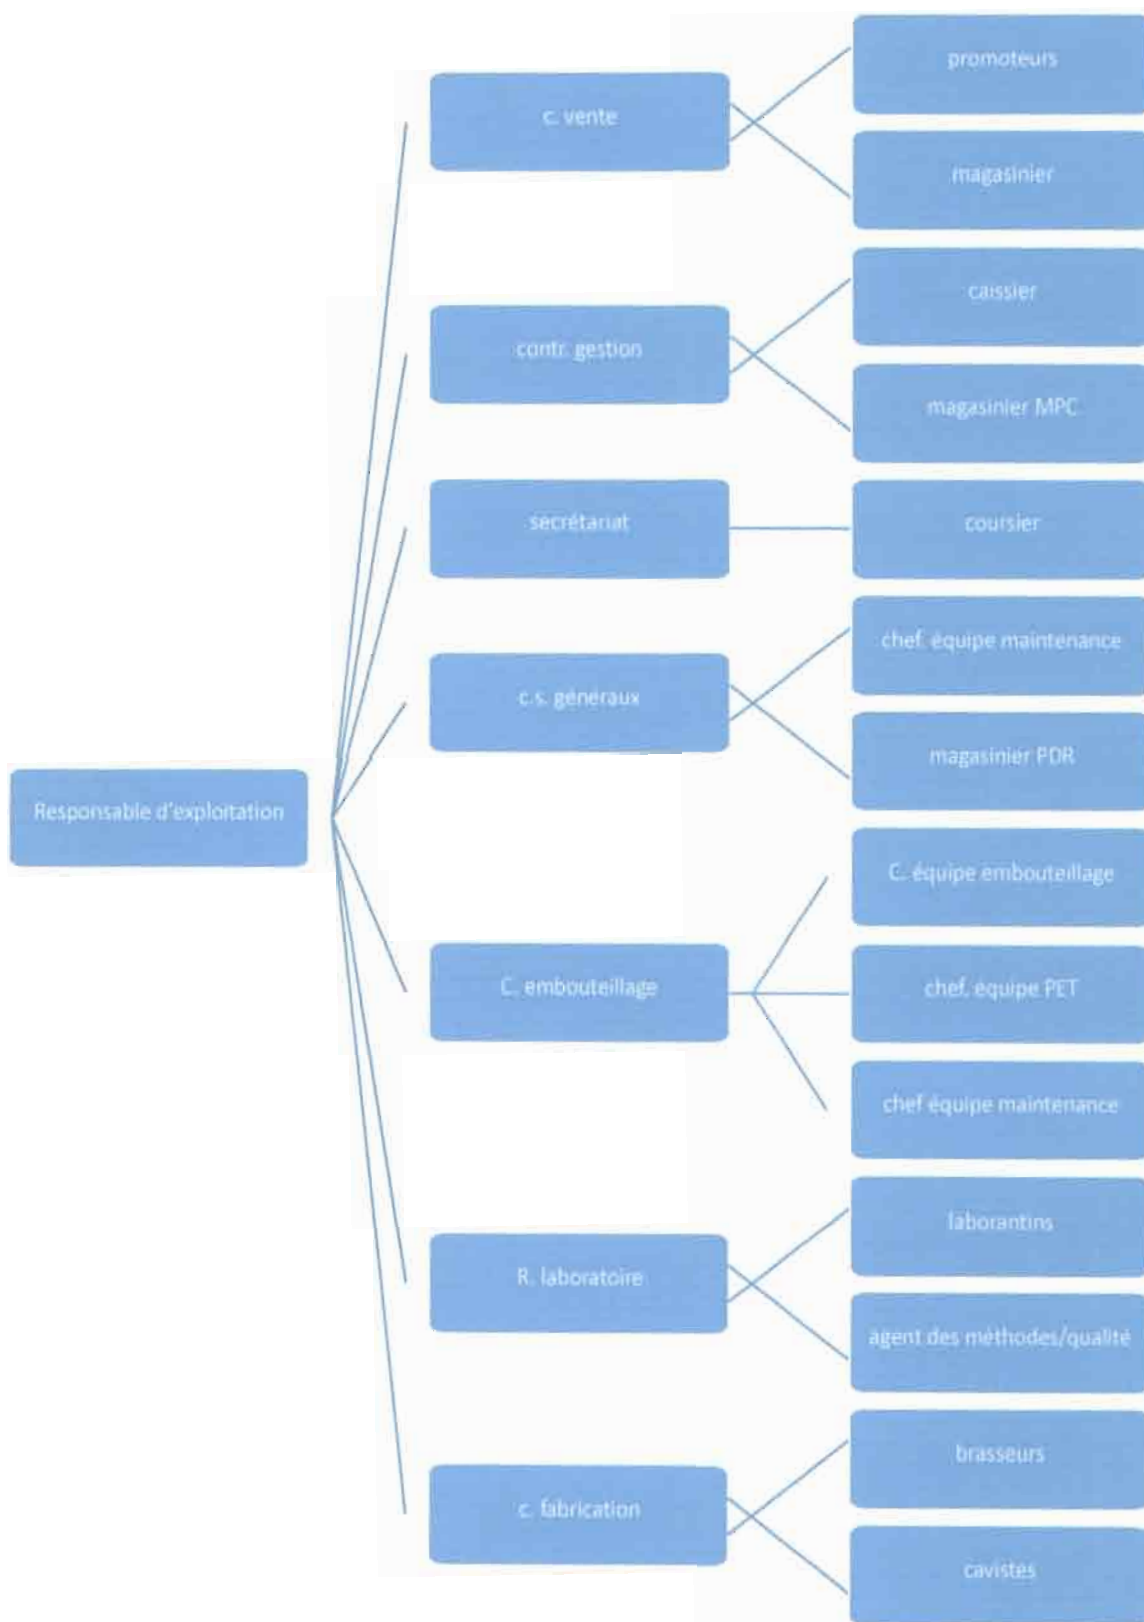 promoteurs
c. vente
magasinier
caissier
contr. gestion
magasinier MPC
secrétariat
coursier
chef. équipe maintenance
c.s. généraux
magasinier PDR
Responsable d'exploitation
C. équipe embouteillage
C. embouteillage
chef. équipe PET
chef équipe maintenance
laborantins
R. laboratoire
agent des méthodes/qualité
brasseurs
c. fabrication
cavistes